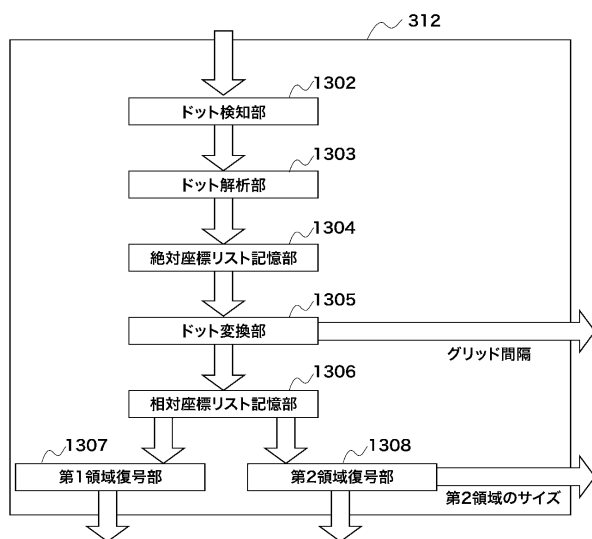 312
1302
ドット検知部
1303
ドット解析部
1304
絶対座標リスト記憶部
1305
ドット変換部
グリッド間隔
1306
相対座標リスト記憶部
1307
第1領域復号部
1308
第2領域復号部
第2領域のサイズ